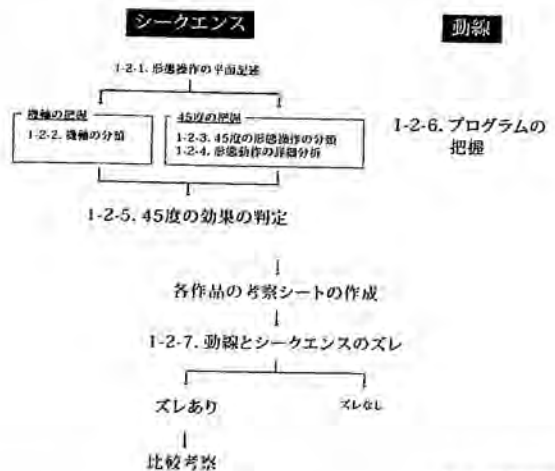 シークエンス
動線
1-2-1. 形態操作の平面記述
機軸の把握
1-2-2. 機軸の分類
45度の把握
1-2-3. 45度の形態操作の分類
1-2-4. 形態動作の詳細分析
1-2-6. プログラムの
把握
1-2-5. 45度の効果の判定
各作品の考察シートの作成
1-2-7. 動線とシークエンスのズレ
ズレあり
ズレなし
比較考察